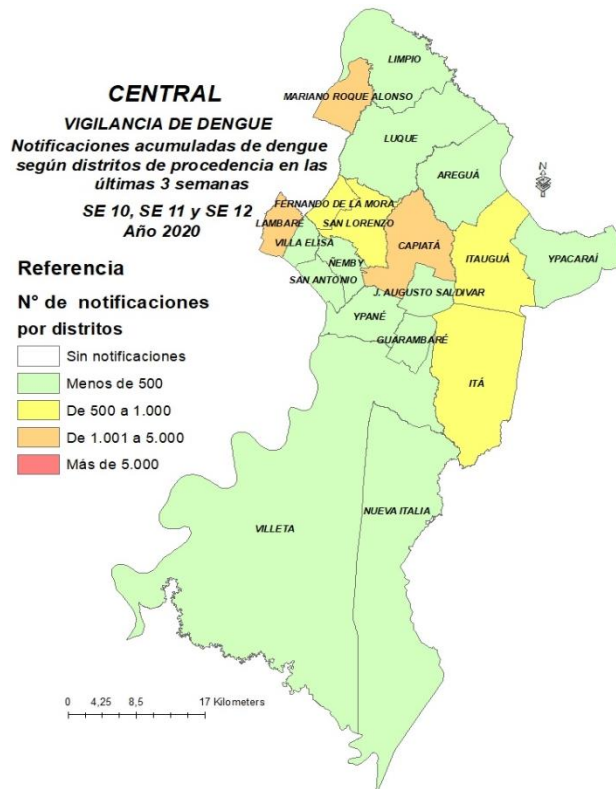 CENTRAL
VIGILANCIA DE DENGUE
Notificaciones acumuladas de dengue
según distritos de procedencia en las
últimas 3 semanas
SE 10, SE 11 y SE 12
Año 2020
Referencia
N° de notificaciones
por distritos
Sin notificaciones
Menos de 500
De 500 a 1.000
De 1.001 a 5.000
Más de 5.000
LIMPIO
MARIANO ROQUE ALONSO
LUQUE
AREGUÁ
N
FERNANDO DE LA MORA
LAMBARÉ
SAN LORENZO
VILLA ELISA
CAPIATÁ
ITAUGUÁ
YPACARAÍ
ÑEMBY
SAN ANTONIO
J. AUGUSTO SALDIVAR
YPANÉ
GUARAMBARÉ
ITÁ
VILLETA
NUEVA ITALIA
0 4,25 8,5 17 Kilometers